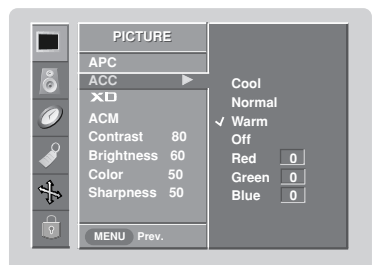 PICTURE
APC
ACC
XD
ACM
Contrast 80
Brightness 60
Color 50
Sharpness 50
MENU Prev.
Cool
Normal
Warm
Off
Red 0
Green 0
Blue 0